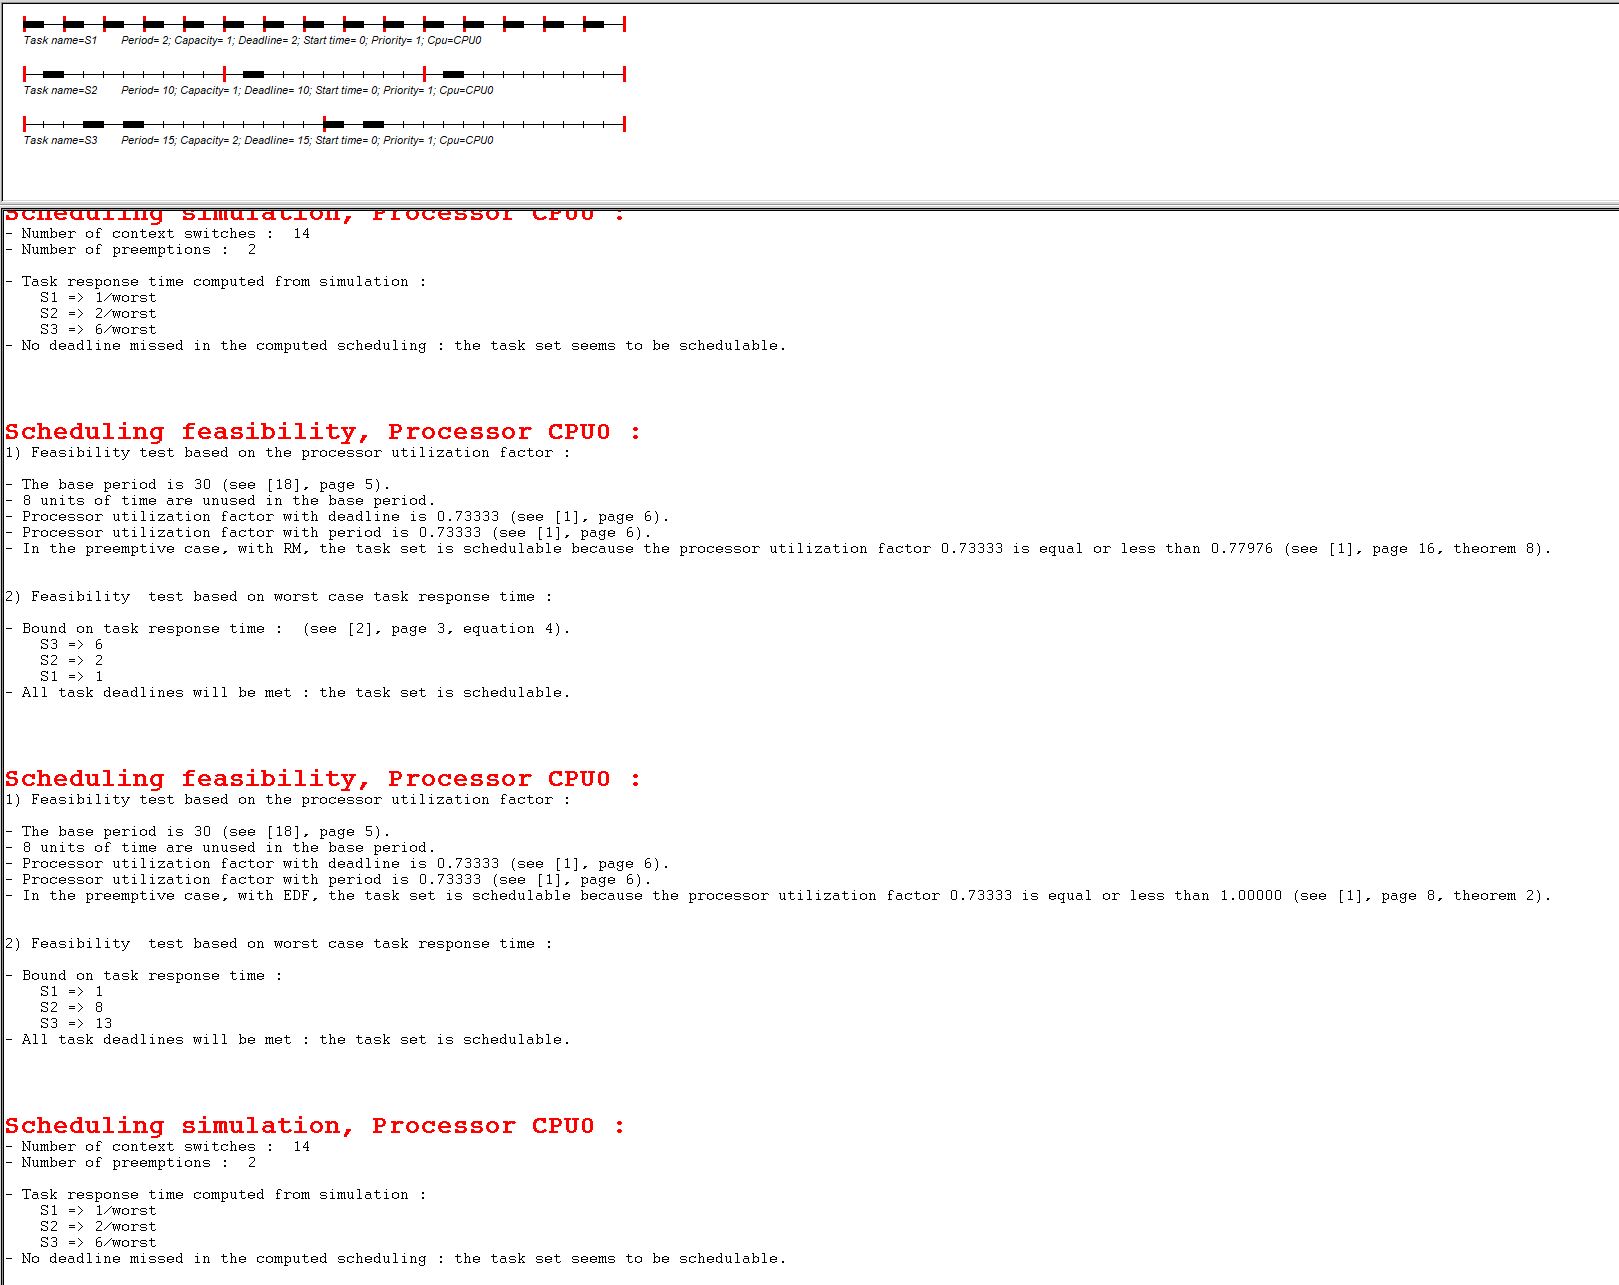 Task name=S1 Period= 2; Capacity= 1; Deadline= 2; Start time= 0; Priority= 1; Cpu=CPU0
Task name=S2 Period= 10; Capacity= 1; Deadline= 10; Start time= 0; Priority= 1; Cpu=CPU0
Task name=S3 Period= 15; Capacity= 2; Deadline= 15; Start time= 0; Priority= 1; Cpu=CPU0
Scheduling simulation, Processor CPU0 :
- Number of context switches :  14
- Number of preemptions :  2
- Task response time computed from simulation :
S1 => 1/worst
S2 => 2/worst
S3 => 6/worst
- No deadline missed in the computed scheduling : the task set seems to be schedulable.
Scheduling feasibility, Processor CPU0 :
1) Feasibility test based on the processor utilization factor :
- The base period is 30 (see [18], page 5).
- 8 units of time are unused in the base period.
- Processor utilization factor with deadline is 0.73333 (see [1], page 6).
- Processor utilization factor with period is 0.73333 (see [1], page 6).
- In the preemptive case, with RM, the task set is schedulable because the processor utilization factor 0.73333 is equal or less than 0.77976 (see [1], page 16, theorem 8).
2) Feasibility  test based on worst case task response time :
- Bound on task response time :  (see [2], page 3, equation 4).
S3 => 6
S2 => 2
S1 => 1
- All task deadlines will be met : the task set is schedulable.
Scheduling feasibility, Processor CPU0 :
1) Feasibility test based on the processor utilization factor :
- The base period is 30 (see [18], page 5).
- 8 units of time are unused in the base period.
- Processor utilization factor with deadline is 0.73333 (see [1], page 6).
- Processor utilization factor with period is 0.73333 (see [1], page 6).
- In the preemptive case, with EDF, the task set is schedulable because the processor utilization factor 0.73333 is equal or less than 1.00000 (see [1], page 8, theorem 2).
2) Feasibility  test based on worst case task response time :
- Bound on task response time :
S1 => 1
S2 => 8
S3 => 13
- All task deadlines will be met : the task set is schedulable.
Scheduling simulation, Processor CPU0 :
- Number of context switches :  14
- Number of preemptions :  2
- Task response time computed from simulation :
S1 => 1/worst
S2 => 2/worst
S3 => 6/worst
- No deadline missed in the computed scheduling : the task set seems to be schedulable.